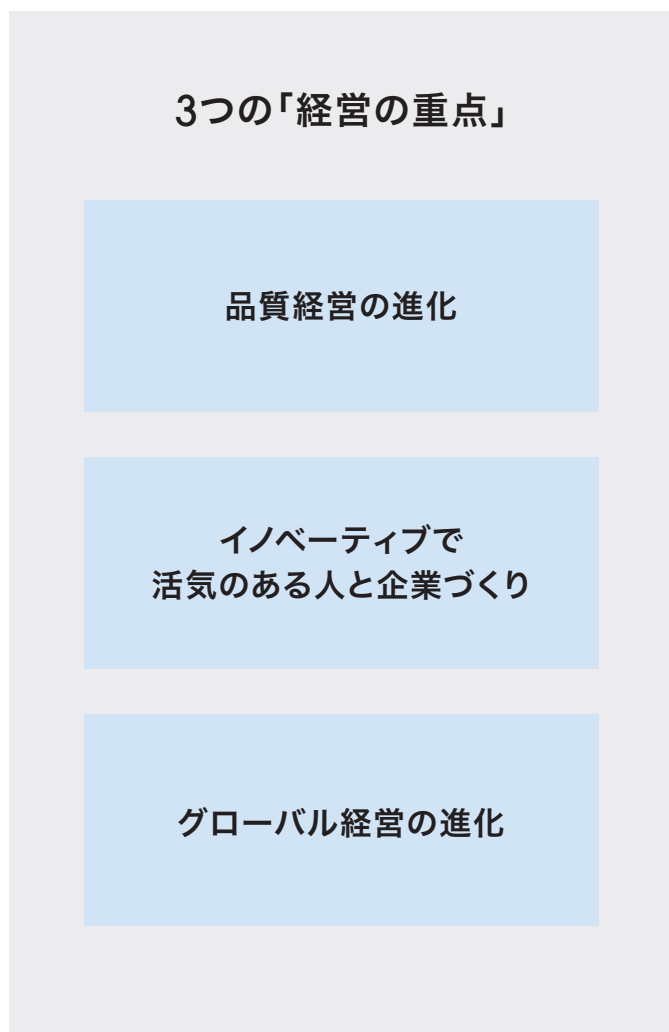 3つの「経営の重点」
品質経営の進化
イノベーティブで
活気のある人と企業づくり
グローバル経営の進化